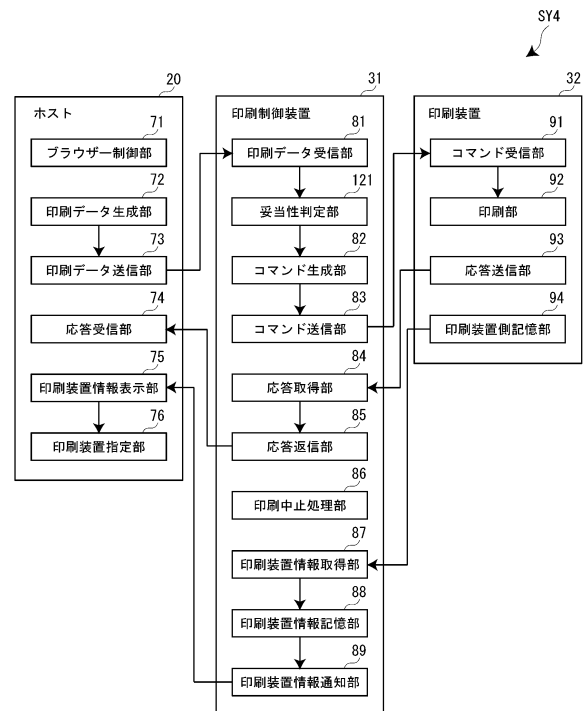 SY4
20
ホスト
71
ブラウザー制御部
72
印刷データ生成部
73
印刷データ送信部
74
応答受信部
75
印刷装置情報表示部
76
印刷装置指定部
31
印刷制御装置
81
印刷データ受信部
121
妥当性判定部
82
コマンド生成部
83
コマンド送信部
84
応答取得部
85
応答返信部
86
印刷中止処理部
87
印刷装置情報取得部
88
印刷装置情報記憶部
89
印刷装置情報通知部
32
印刷装置
91
コマンド受信部
92
印刷部
93
応答送信部
94
印刷装置側記憶部